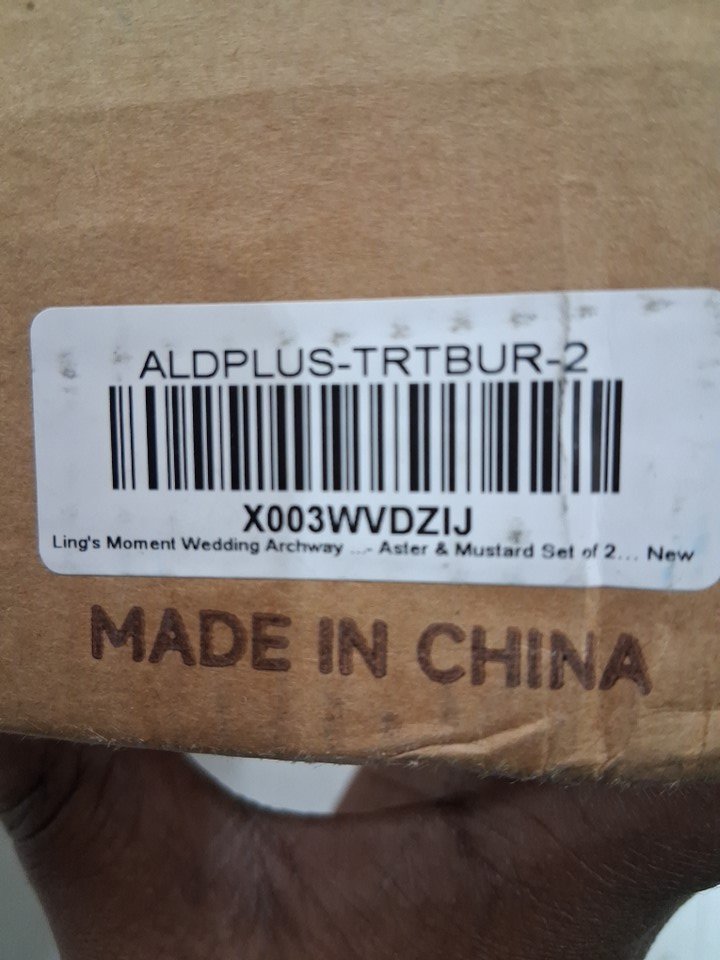 ALDPLUS-TRTBUR-2
X003WVDZIJ
Ling's Moment Wedding Archway ...- Aster & Mustard Set of 2... New
MADE IN CHINA